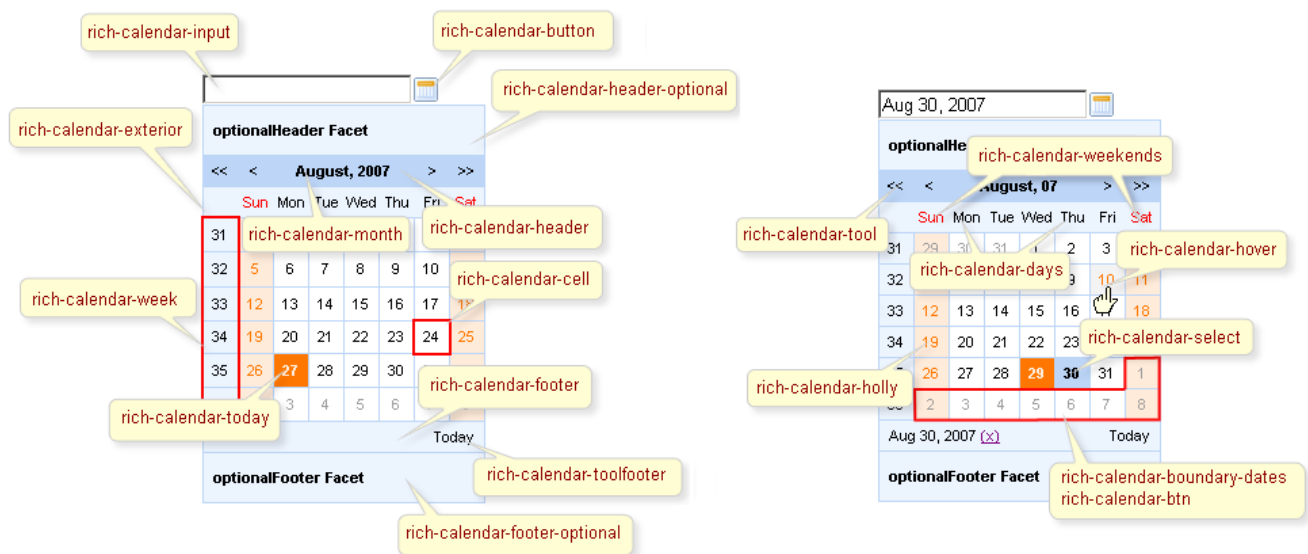 rich-calendar-input
rich-calendar-button
rich-calendar-header-optional
rich-calendar-exterior
optionalHeader Facet
<< < August, 2007 > >>
Sun Mon Tue Wed Thu Fri Sat
31
rich-calendar-month
rich-calendar-header
32 5 6 7 8 9 10
rich-calendar-cell
rich-calendar-week
33 12 13 14 15 16 17 18
34 19 20 21 22 23 24 25
35 26 27 28 29 30
rich-calendar-footer
rich-calendar-today
3 4 5 6
Today
rich-calendar-toolfooter
optionalFooter Facet
rich-calendar-footer-optional
Aug 30, 2007
optionalHe
rich-calendar-weekends
<< < August, 07 > >>
Sun Mon Tue Wed Thu Fri Sat
rich-calendar-tool
31 29 30 31 1 2 3
rich-calendar-hover
rich-calendar-days
32 9 10 11
33 12 13 14 15 16 18
34 19 20 21 22 23
rich-calendar-select
26 27 28 29 30 31 1
rich-calendar-holly
2 3 4 5 6 7 8
Aug 30, 2007 (x) Today
optionalFooter Facet
rich-calendar-boundary-dates
rich-calendar-btn